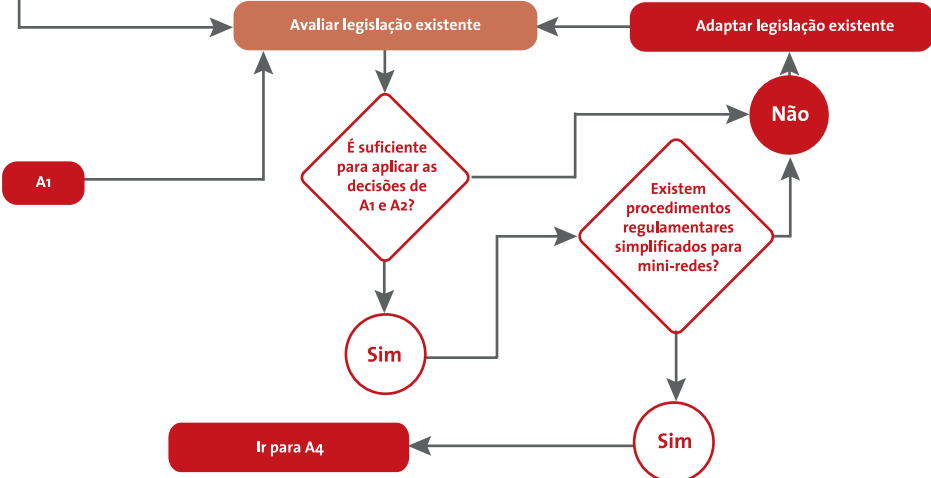 Avaliar legislação existente
Adaptar legislação existente
Não
É suficiente
para aplicar as
decisões de
A1 e A2?
A1
Existem
procedimentos
regulamentares
simplificados para
mini-redes?
Sim
Sim
Ir para A4